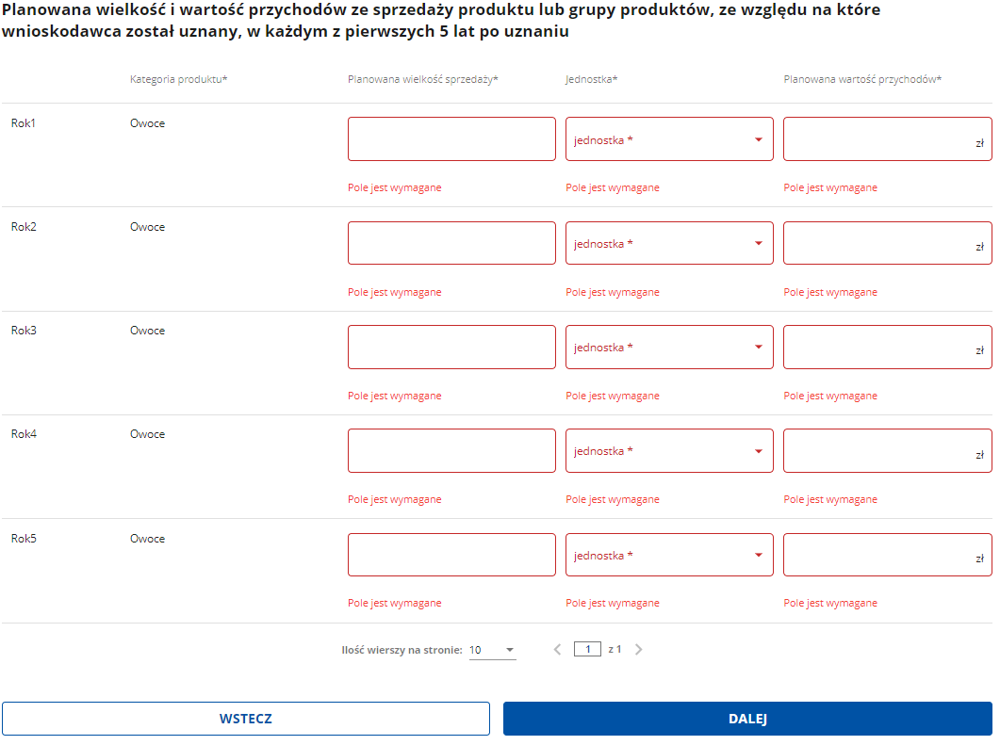 Planowana wielkość i wartość przychodów ze sprzedaży produktu lub grupy produktów, ze względu na które
wnioskodawca został uznany, w każdym z pierwszych 5 lat po uznaniu
Kategoria produktu* Planowana wielkość sprzedaży* Jednostka* Planowana wartość przychodów*
Rok1 Owoce jednostka * zł
Pole jest wymagane Pole jest wymagane Pole jest wymagane
Rok2 Owoce jednostka * zł
Pole jest wymagane Pole jest wymagane Pole jest wymagane
Rok3 Owoce jednostka * zł
Pole jest wymagane Pole jest wymagane Pole jest wymagane
Rok4 Owoce jednostka * zł
Pole jest wymagane Pole jest wymagane Pole jest wymagane
Rok5 Owoce jednostka * zł
Pole jest wymagane Pole jest wymagane Pole jest wymagane
Ilość wierszy na stronie: 10 1 z 1
WSTECZ DALEJ